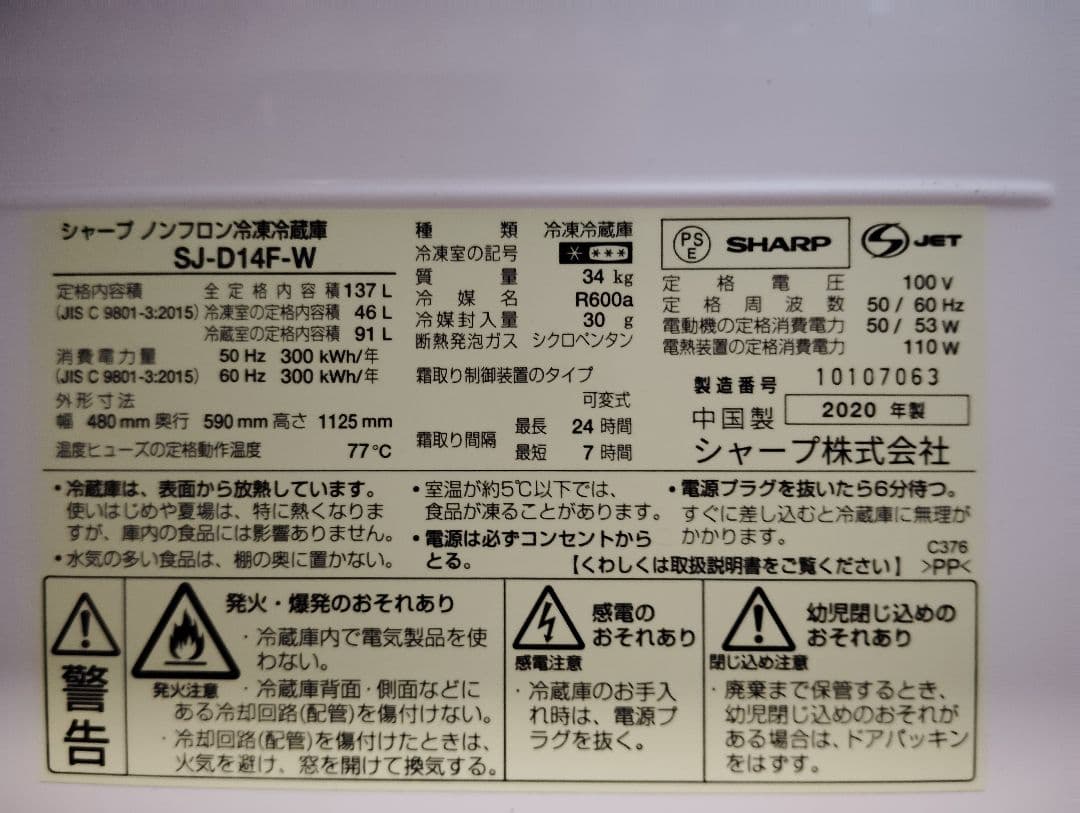 シャープ ノンフロン冷凍冷蔵庫
SJ-D14F-W
定格内容積 全定格内容積 137 L
(JIS C 9801-3:2015) 冷凍室の定格内容積 46 L
冷蔵室の定格内容積 91 L
消費電力量 50 Hz 300 kWh/年
(JIS C 9801-3:2015) 60 Hz 300 kWh/年
外形寸法
幅 480 mm 奥行 590 mm 高さ 1125 mm
温度ヒューズの定格動作温度 77℃
種類 冷凍冷蔵庫
冷凍室の記号 * ***
質量 34 kg
冷媒名 R600a
冷媒封入量 30 g
断熱発泡ガス シクロペンタン
霜取り制御装置のタイプ
可変式
霜取り間隔 最長 24 時間
最短 7 時間
PS E SHARP S JET
定格電圧 100 V
定格周波数 50 / 60 Hz
電動機の定格消費電力 50 / 53 W
電熱装置の定格消費電力 110 W
製造番号 10107063
中国製 2020 年製
シャープ株式会社
・冷蔵庫は、表面から放熱しています。
使いはじめや夏場は、特に熱くなりま
すが、庫内の食品には影響ありません。
・水気の多い食品は、棚の奥に置かない。
・室温が約5℃以下では、
食品が凍ることがあります。
・電源は必ずコンセントから
とる。
・電源プラグを抜いたら6分待つ。
すぐに差し込むと冷蔵庫に無理が
かかります。
【くわしくは取扱説明書をご覧ください】
C376
>PP<
警告
発火注意
発火・爆発のおそれあり
・冷蔵庫内で電気製品を使
わない。
・冷蔵庫背面・側面などに
ある冷却回路(配管)を傷付けない。
・冷却回路(配管)を傷付けたときは、
火気を避け、窓を開けて換気する。
感電の
おそれあり
感電注意
・冷蔵庫のお手入
れ時は、電源プ
ラグを抜く。
幼児閉じ込めの
おそれあり
閉じ込め注意
・廃棄まで保管するとき、
幼児閉じ込めのおそれが
ある場合は、ドアパッキン
をはずす。